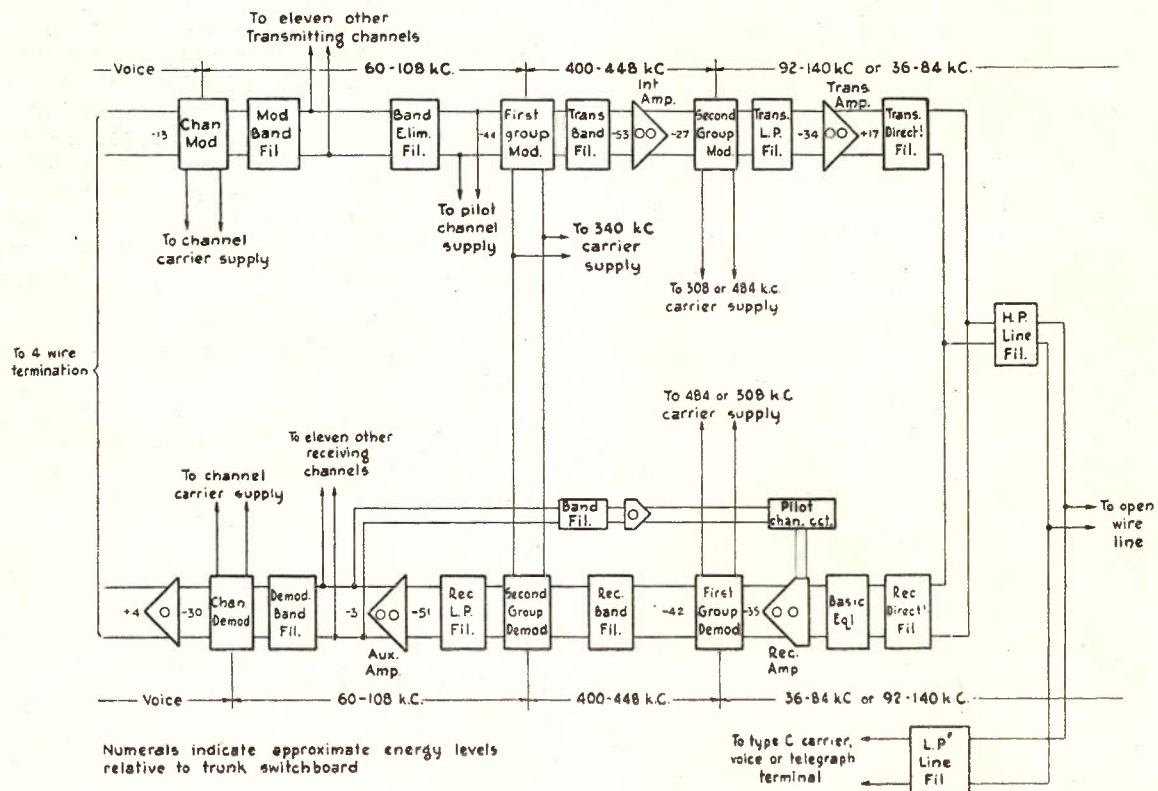 To eleven other
Transmitting channels
Voice
60-108 kC.
400-448 kC
92-140 kC or 36-84 kC.
-13
Chan
Mod
Mod
Band
Fil
Band
Elim.
Fil.
-44
First
group
Mod.
Trans
Band
Fil.
-53
Int
Amp.
-27
Second
Group
Mod.
Trans.
L.P.
Fil.
-34
Trans.
Amp.
+17
Trans.
Direct!
Fil.
To channel
carrier supply
To pilot
channel
supply
To 340 kC
carrier
supply
To 308 or 484 k.c.
carrier supply
H.P.
Line
Fil.
To 4 wire
termination
To 484 or 308 k.C
carrier supply
To eleven other
receiving
channels
To channel
carrier supply
Band
Fil.
Pilot
chan. cct.
To open
wire
line
+4
-30
Chan.
Demod
Demod.
Band
Fil.
-3
Aux.
Amp.
-51
Rec
L.P.
Fil.
Second
Group
Demod
Rec.
Band
Fil.
-42
First
Group
Demod
-35
Rec.
Amp
Basic
Eql
Rec
Direct!
Fil
Voice
60-108 k.C.
400-448 k.C.
36-84 kC or 92-140 k.C.
Numerals indicate approximate energy levels
relative to trunk switchboard
To type C carrier,
voice or telegraph
terminal
L.P.
Line
Fil